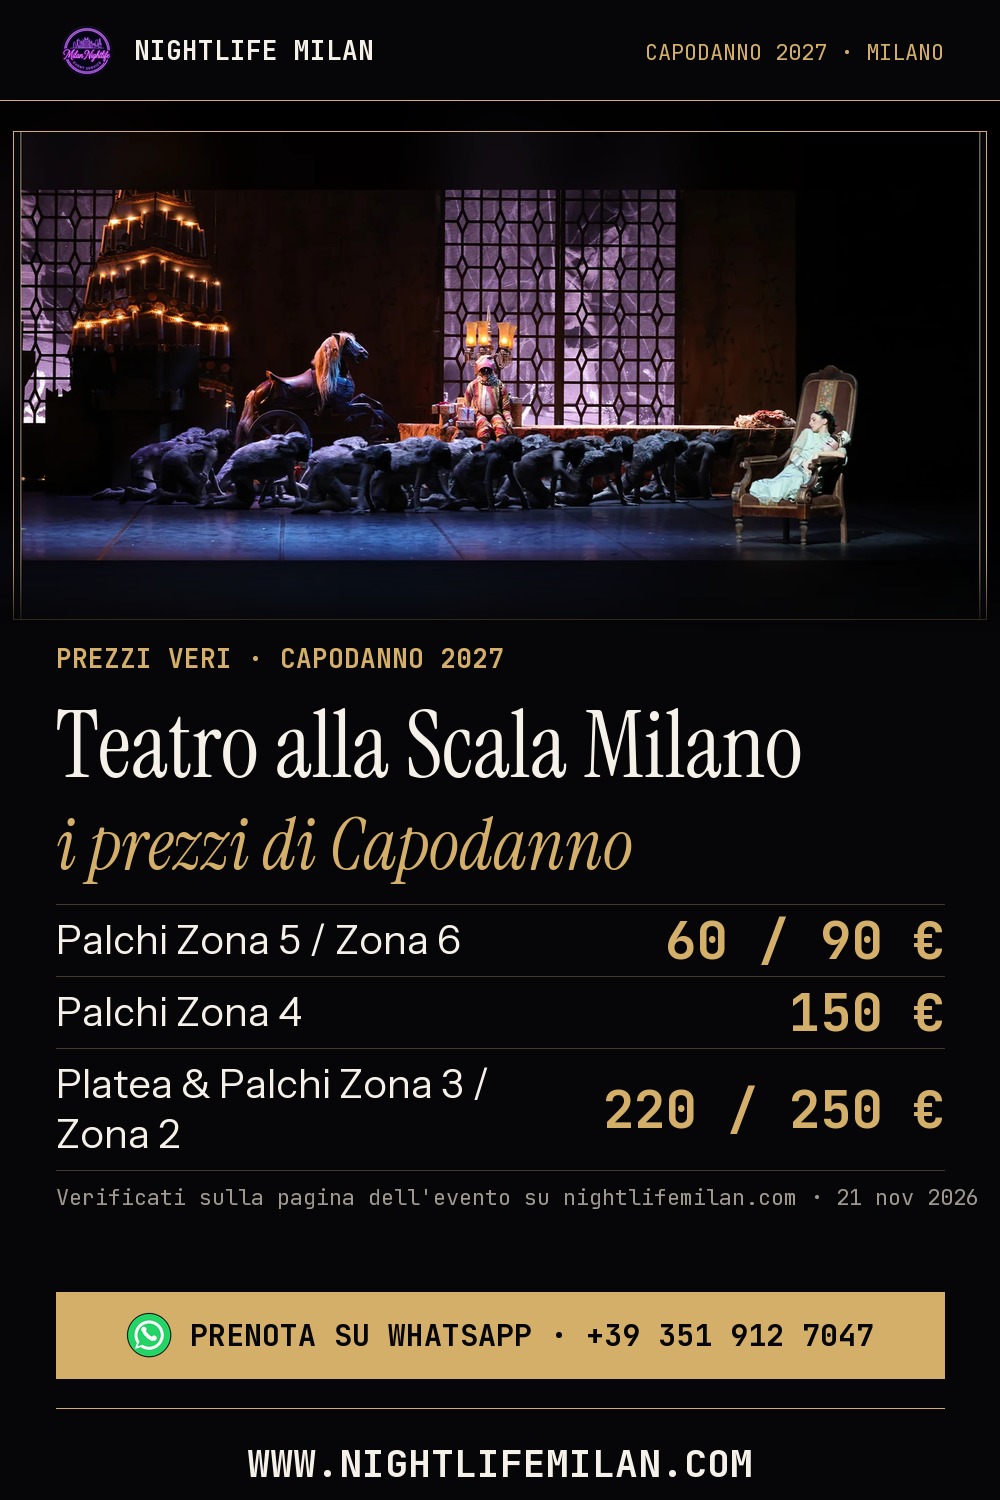 Milan Nightlife
NIGHTLIFE MILAN
CAPODANNO 2027 · MILANO
PREZZI VERI · CAPODANNO 2027
Teatro alla Scala Milano
i prezzi di Capodanno
Palchi Zona 5 / Zona 6 60 / 90 €
Palchi Zona 4 150 €
Platea & Palchi Zona 3 /
Zona 2 220 / 250 €
Verificati sulla pagina dell'evento su nightlifemilan.com · 21 nov 2026
PRENOTA SU WHATSAPP · +39 351 912 7047
WWW.NIGHTLIFEMILAN.COM